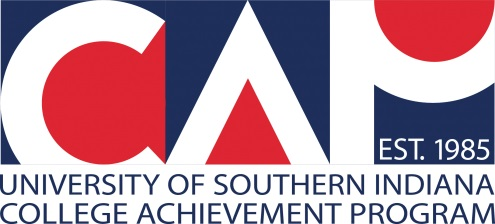 CAP
EST. 1985
UNIVERSITY OF SOUTHERN INDIANA
COLLEGE ACHIEVEMENT PROGRAM